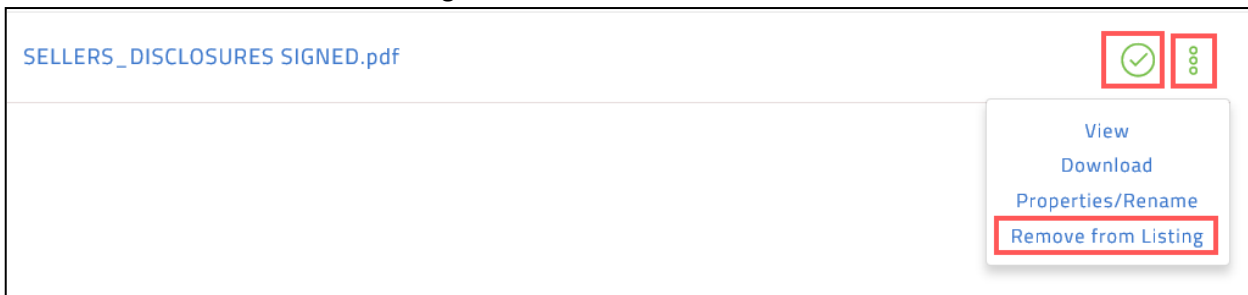 SELLERS_DISCLOSURES SIGNED.pdf
View
Download
Properties/Rename
Remove from Listing